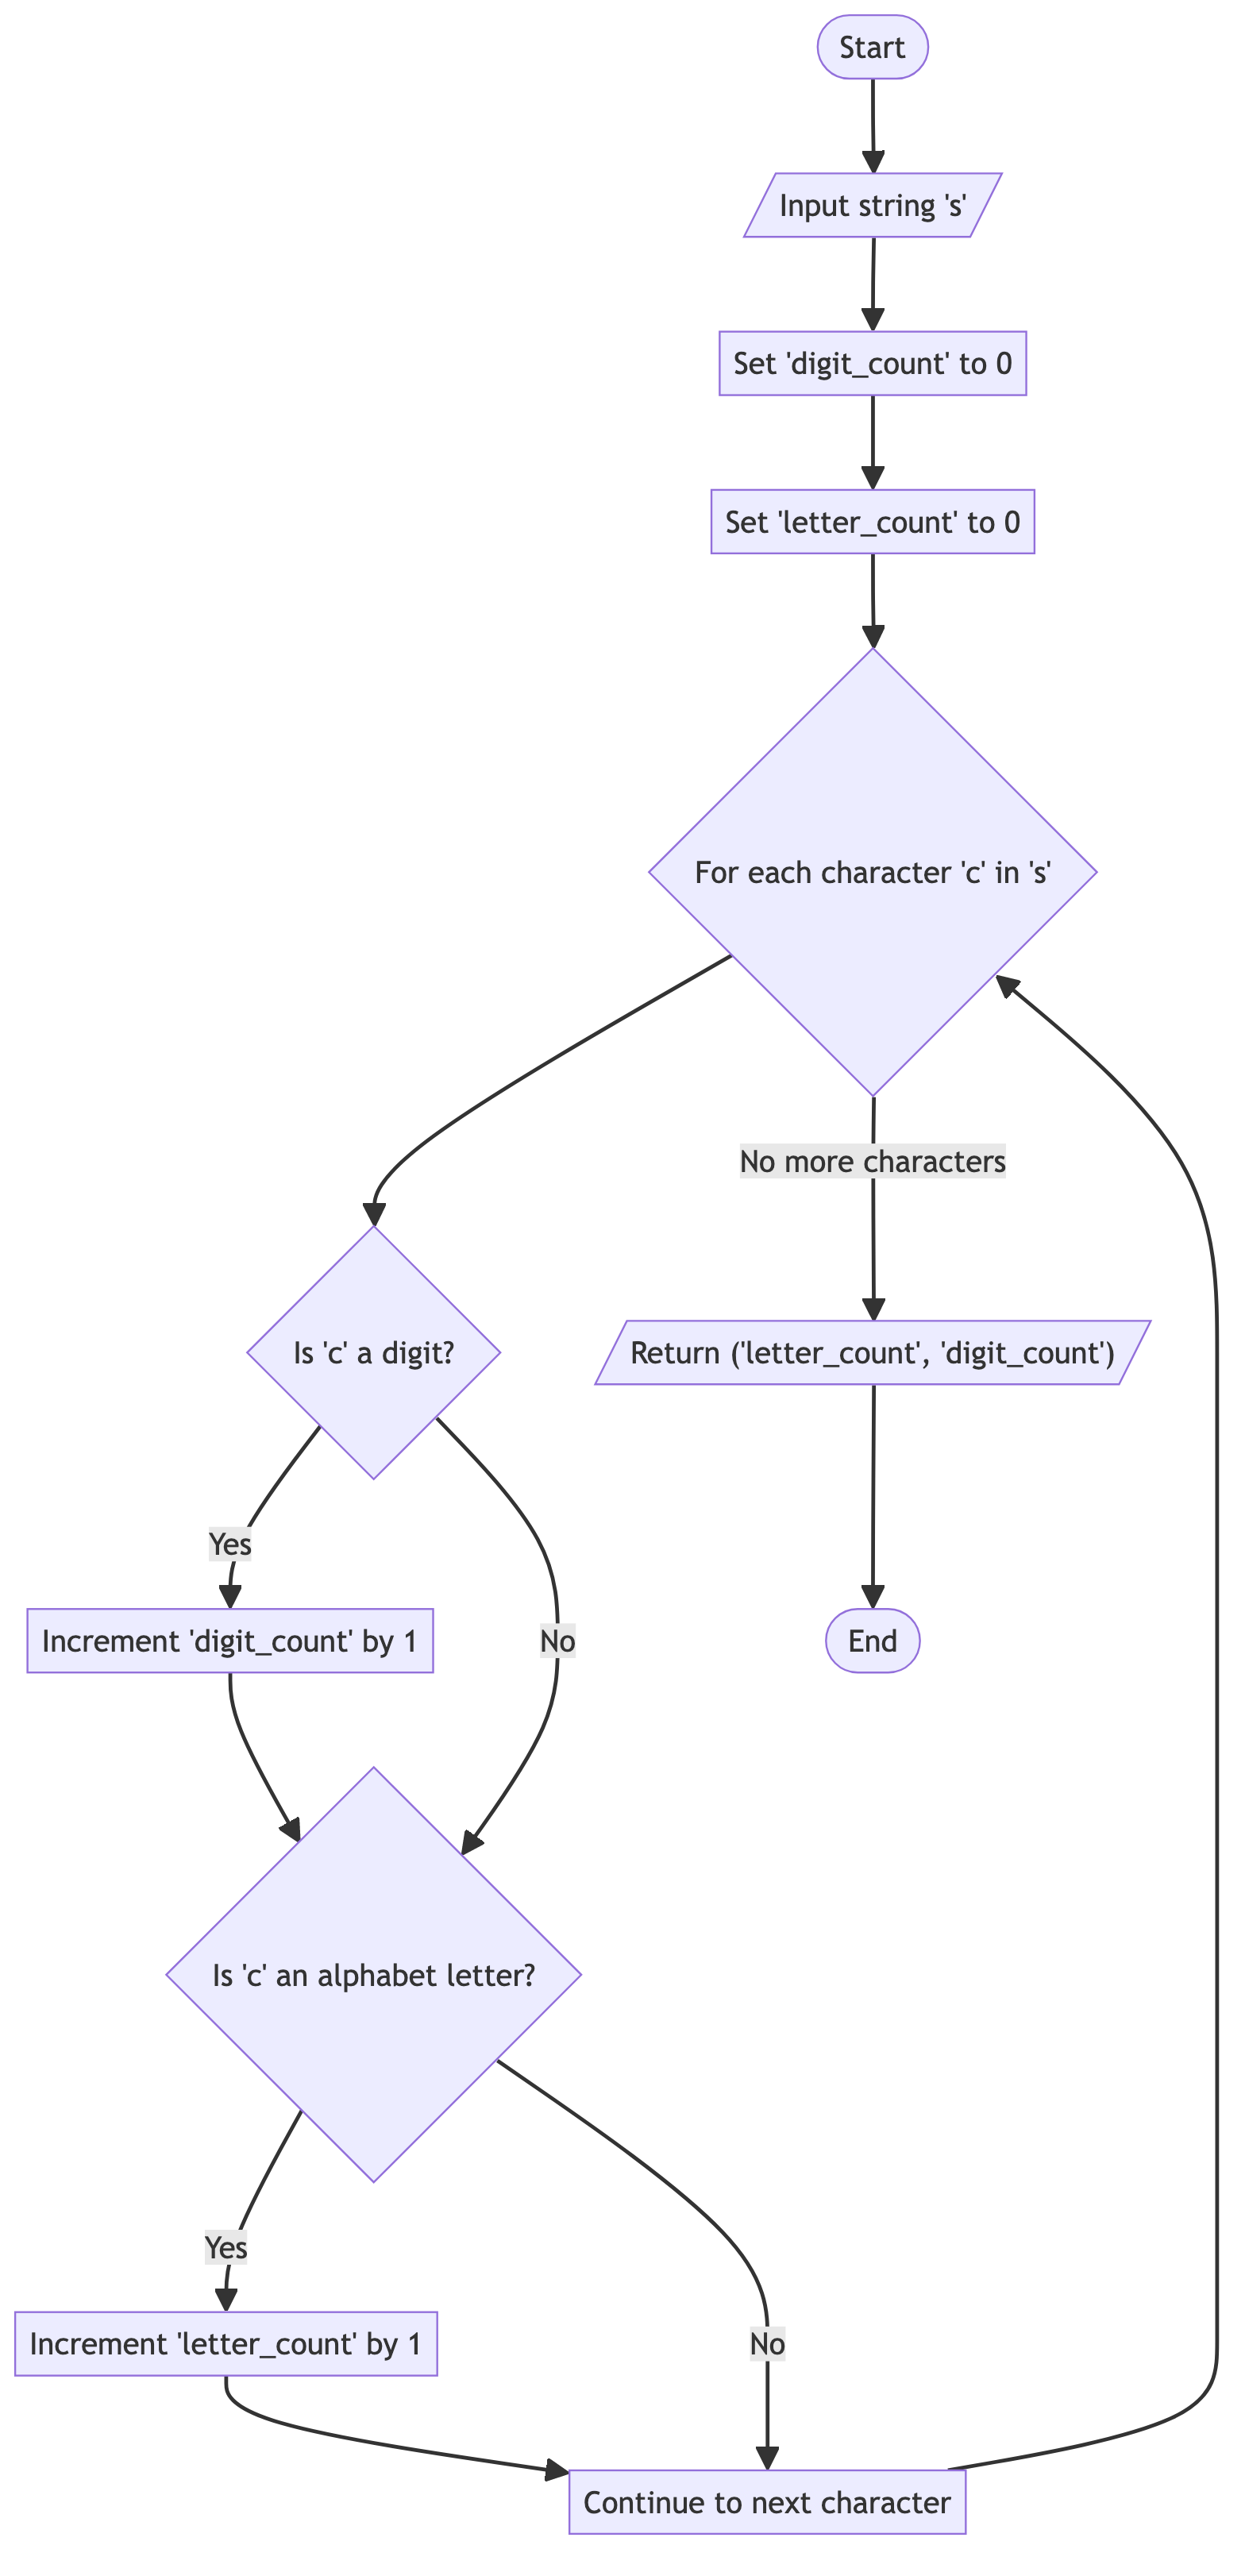 Start
Input string 's'
Set 'digit_count' to 0
Set 'letter_count' to 0
For each character 'c' in 's'
No more characters
Is 'c' a digit?
Return ('letter_count', 'digit_count')
Yes
Increment 'digit_count' by 1
No
End
Is 'c' an alphabet letter?
Yes
Increment 'letter_count' by 1
No
Continue to next character